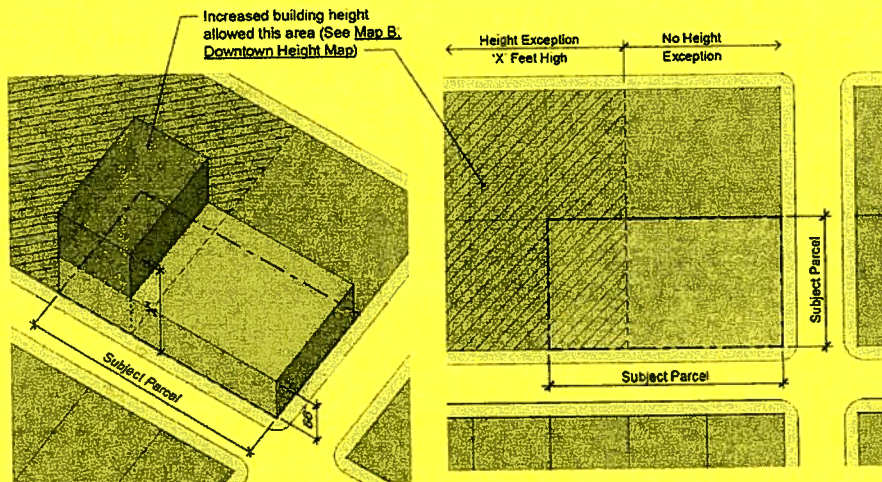 Increased building height
allowed this area (See Map B:
Downtown Height Map)
Subject Parcel
Height Exception
'X' Feet High
No Height
Exception
Subject Parcel
Subject Parcel